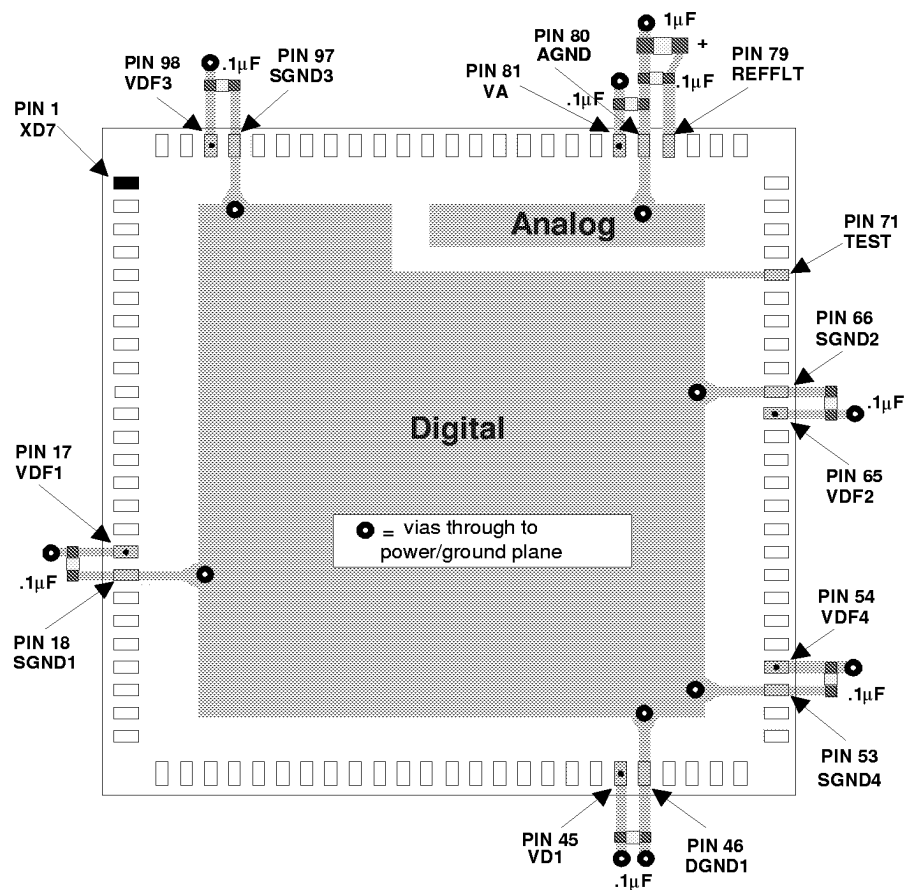 PIN 98
VDF3
.1µF
PIN 97
SGND3
PIN 80
AGND
1µF
+
PIN 79
REFFLT
PIN 81
VA
.1µF
.1µF
PIN 1
XD7
Analog
PIN 71
TEST
PIN 66
SGND2
.1µF
Digital
PIN 65
VDF2
PIN 17
VDF1
= vias through to
power/ground plane
.1µF
PIN 18
SGND1
PIN 54
VDF4
.1µF
PIN 53
SGND4
PIN 45
VD1
PIN 46
DGND1
.1µF